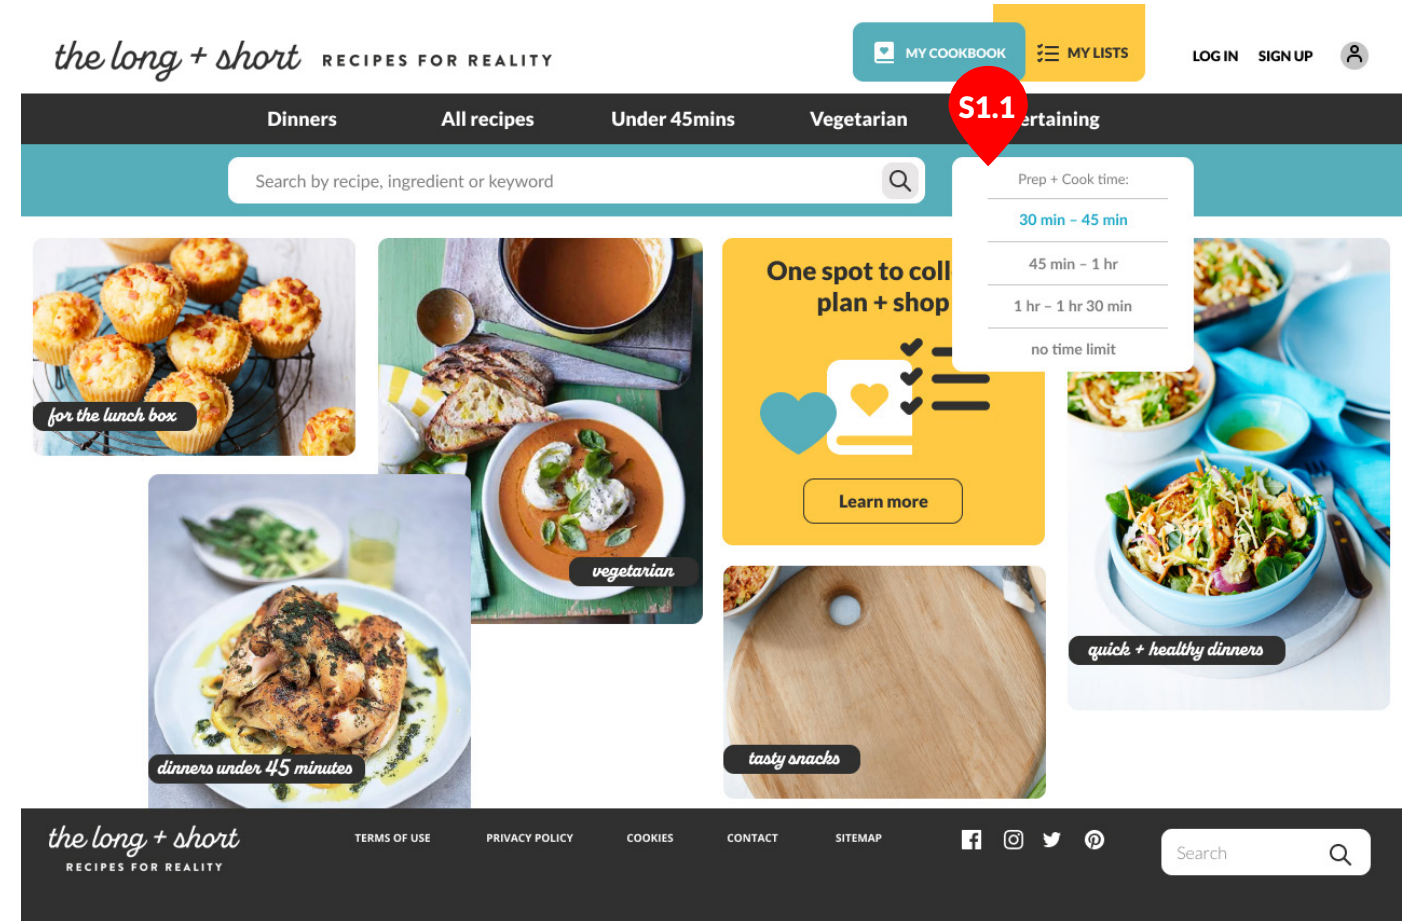 the long + short RECIPES FOR REALITY
MY COOKBOOK
MY LISTS
LOG IN SIGN UP
Dinners All recipes Under 45mins Vegetarian ertaining
S1.1
Search by recipe, ingredient or keyword
Prep + Cook time:
30 min – 45 min
45 min – 1 hr
1 hr – 1 hr 30 min
no time limit
One spot to coll
plan + shop
Learn more
for the lunch box
vegetarian
quick + healthy dinners
dinners under 45 minutes
tasty snacks
the long + short
RECIPES FOR REALITY
TERMS OF USE PRIVACY POLICY COOKIES CONTACT SITEMAP
Search